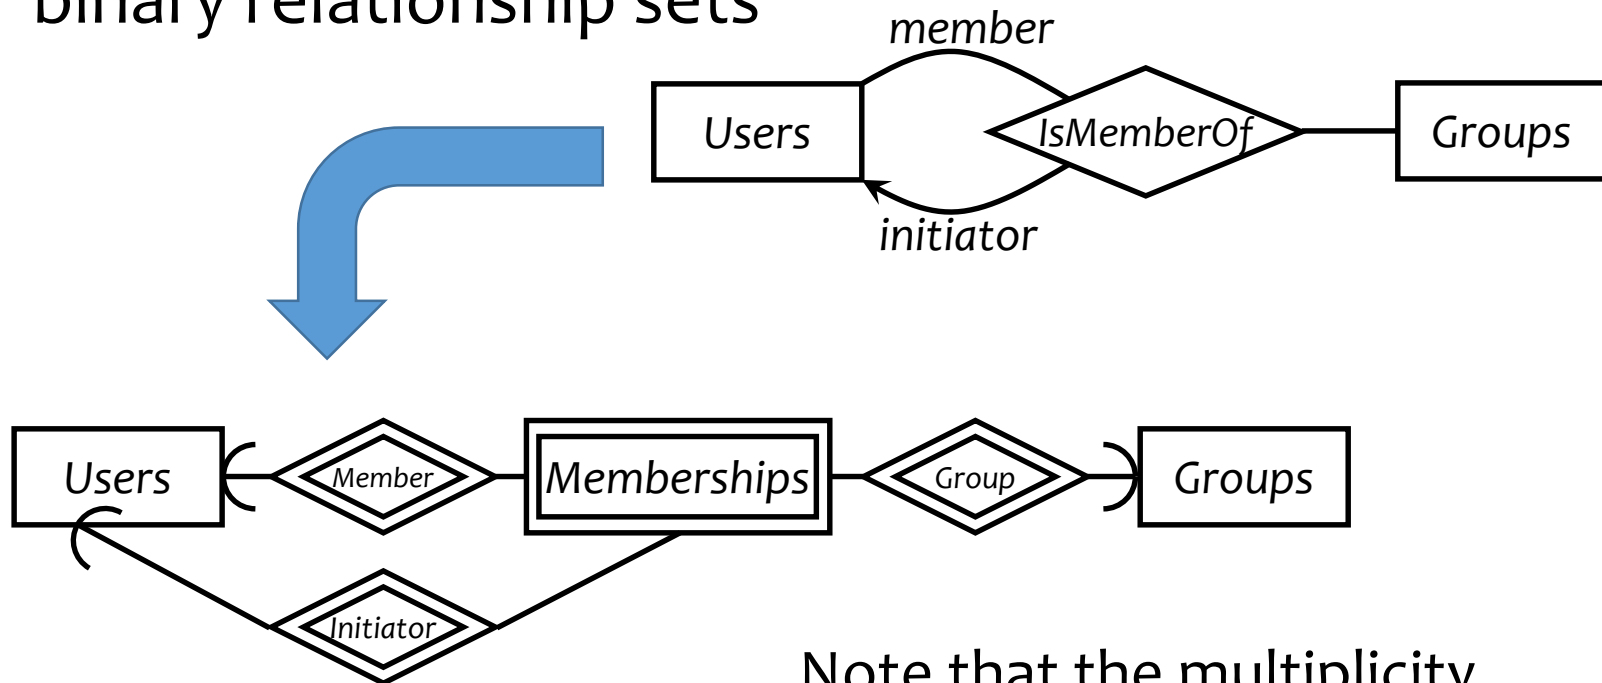 binary relationship sets
member
Users
IsMemberOf
Groups
initiator
Users
Member
Memberships
Group
Groups
Initiator
Note that the multiplicity